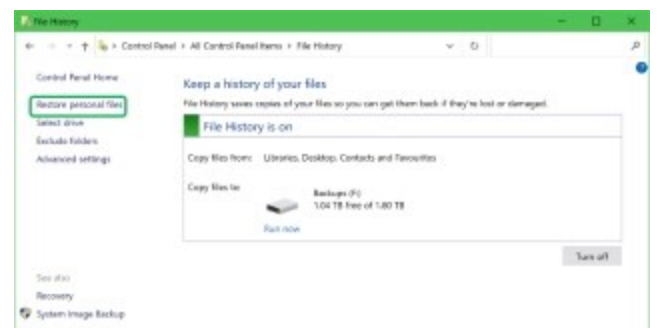 File History
Control Panel > All Control Panel Items > File History
Control Panel Home
Restore personal files
Select drive
Exclude folders
Advanced settings
Keep a history of your files
File History saves copies of your files so you can get them back if they're lost or damaged.
File History is on
Copy files from: Libraries, Desktop, Contacts and Favourites
Copy files to: Backups (F:)
1.04 TB free of 1.80 TB
Run now
Turn off
See also
Recovery
System Image Backup